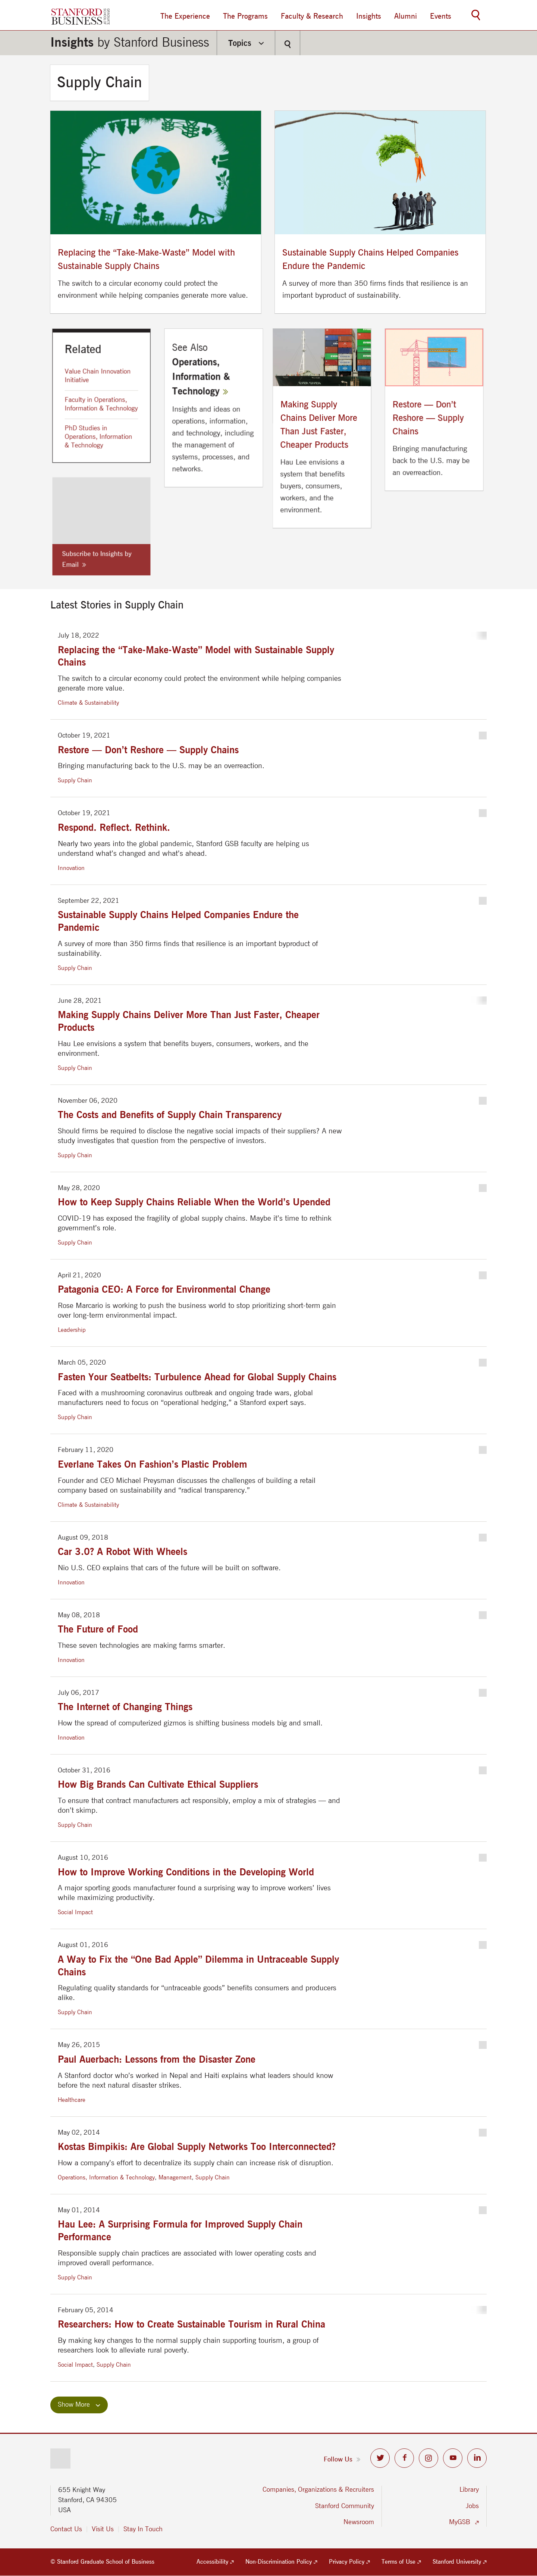 STANFORD
BUSINESS
The Experience
The Programs
Faculty & Research
Insights
Alumni
Events
Insights by Stanford Business
Topics
Supply Chain
Replacing the “Take-Make-Waste” Model with
Sustainable Supply Chains
The switch to a circular economy could protect the
environment while helping companies generate more value.
Sustainable Supply Chains Helped Companies
Endure the Pandemic
A survey of more than 350 firms finds that resilience is an
important byproduct of sustainability.
Related
Value Chain Innovation
Initiative
Faculty in Operations,
Information & Technology
PhD Studies in
Operations, Information
& Technology
Subscribe to Insights by
Email »
See Also
Operations,
Information &
Technology »
Insights and ideas on
operations, information,
and technology, including
the management of
systems, processes, and
networks.
Making Supply
Chains Deliver More
Than Just Faster,
Cheaper Products
Hau Lee envisions a
system that benefits
buyers, consumers,
workers, and the
environment.
Restore — Don’t
Reshore — Supply
Chains
Bringing manufacturing
back to the U.S. may be
an overreaction.
Latest Stories in Supply Chain
July 18, 2022
Replacing the “Take-Make-Waste” Model with Sustainable Supply
Chains
The switch to a circular economy could protect the environment while helping companies
generate more value.
Climate & Sustainability
October 19, 2021
Restore — Don’t Reshore — Supply Chains
Bringing manufacturing back to the U.S. may be an overreaction.
Supply Chain
October 19, 2021
Respond. Reflect. Rethink.
Nearly two years into the global pandemic, Stanford GSB faculty are helping us
understand what’s changed and what’s ahead.
Innovation
September 22, 2021
Sustainable Supply Chains Helped Companies Endure the
Pandemic
A survey of more than 350 firms finds that resilience is an important byproduct of
sustainability.
Supply Chain
June 28, 2021
Making Supply Chains Deliver More Than Just Faster, Cheaper
Products
Hau Lee envisions a system that benefits buyers, consumers, workers, and the
environment.
Supply Chain
November 06, 2020
The Costs and Benefits of Supply Chain Transparency
Should firms be required to disclose the negative social impacts of their suppliers? A new
study investigates that question from the perspective of investors.
Supply Chain
May 28, 2020
How to Keep Supply Chains Reliable When the World’s Upended
COVID-19 has exposed the fragility of global supply chains. Maybe it’s time to rethink
government’s role.
Supply Chain
April 21, 2020
Patagonia CEO: A Force for Environmental Change
Rose Marcario is working to push the business world to stop prioritizing short-term gain
over long-term environmental impact.
Leadership
March 05, 2020
Fasten Your Seatbelts: Turbulence Ahead for Global Supply Chains
Faced with a mushrooming coronavirus outbreak and ongoing trade wars, global
manufacturers need to focus on “operational hedging,” a Stanford expert says.
Supply Chain
February 11, 2020
Everlane Takes On Fashion’s Plastic Problem
Founder and CEO Michael Preysman discusses the challenges of building a retail
company based on sustainability and “radical transparency.”
Climate & Sustainability
August 09, 2018
Car 3.0? A Robot With Wheels
Nio U.S. CEO explains that cars of the future will be built on software.
Innovation
May 08, 2018
The Future of Food
These seven technologies are making farms smarter.
Innovation
July 06, 2017
The Internet of Changing Things
How the spread of computerized gizmos is shifting business models big and small.
Innovation
October 31, 2016
How Big Brands Can Cultivate Ethical Suppliers
To ensure that contract manufacturers act responsibly, employ a mix of strategies — and
don’t skimp.
Supply Chain
August 10, 2016
How to Improve Working Conditions in the Developing World
A major sporting goods manufacturer found a surprising way to improve workers’ lives
while maximizing productivity.
Social Impact
August 01, 2016
A Way to Fix the “One Bad Apple” Dilemma in Untraceable Supply
Chains
Regulating quality standards for “untraceable goods” benefits consumers and producers
alike.
Supply Chain
May 26, 2015
Paul Auerbach: Lessons from the Disaster Zone
A Stanford doctor who’s worked in Nepal and Haiti explains what leaders should know
before the next natural disaster strikes.
Healthcare
May 02, 2014
Kostas Bimpikis: Are Global Supply Networks Too Interconnected?
How a company’s effort to decentralize its supply chain can increase risk of disruption.
Operations, Information & Technology, Management, Supply Chain
May 01, 2014
Hau Lee: A Surprising Formula for Improved Supply Chain
Performance
Responsible supply chain practices are associated with lower operating costs and
improved overall performance.
Supply Chain
February 05, 2014
Researchers: How to Create Sustainable Tourism in Rural China
By making key changes to the normal supply chain supporting tourism, a group of
researchers look to alleviate rural poverty.
Social Impact, Supply Chain
Show More
Follow Us »
655 Knight Way
Stanford, CA 94305
USA
Contact Us
Visit Us
Stay In Touch
Companies, Organizations & Recruiters
Stanford Community
Newsroom
Library
Jobs
MyGSB
© Stanford Graduate School of Business
Accessibility
Non-Discrimination Policy
Privacy Policy
Terms of Use
Stanford University